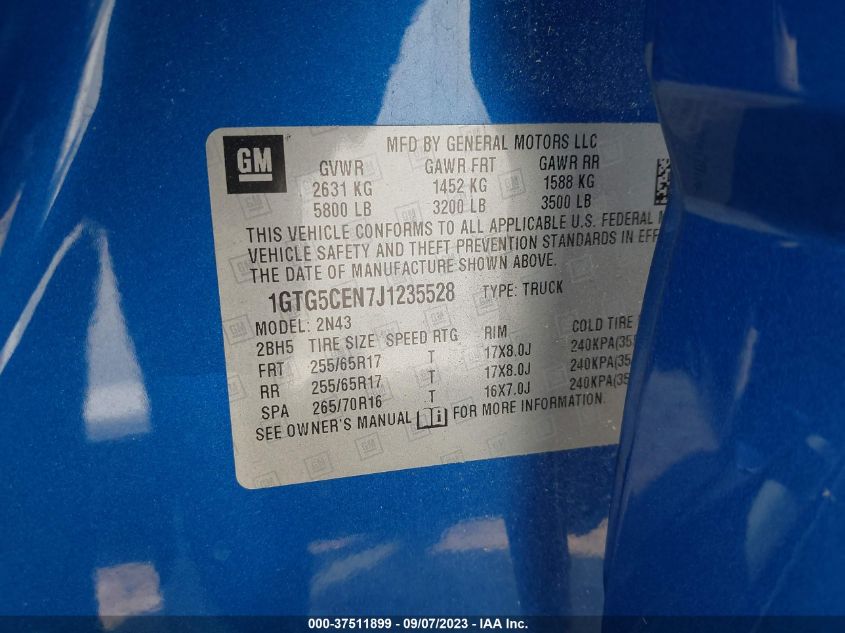 GM
MFD BY GENERAL MOTORS LLC
GVWR GAWR FRT GAWR RR
2631 KG 1452 KG 1588 KG
5800 LB 3200 LB 3500 LB
THIS VEHICLE CONFORMS TO ALL APPLICABLE U.S. FEDERAL M
VEHICLE SAFETY AND THEFT PREVENTION STANDARDS IN EFF
THE DATE OF MANUFACTURE SHOWN ABOVE.
1GTG5CEN7J1235528 TYPE: TRUCK
MODEL: 2N43
2BH5 TIRE SIZE SPEED RTG RIM COLD TIRE
FRT 255/65R17 T 17X8.0J 240KPA(35
RR 255/65R17 T 17X8.0J 240KPA(35
SPA 265/70R16 T 16X7.0J 240KPA(35
SEE OWNER'S MANUAL FOR MORE INFORMATION.
000-37511899 - 09/07/2023 - IAA Inc.